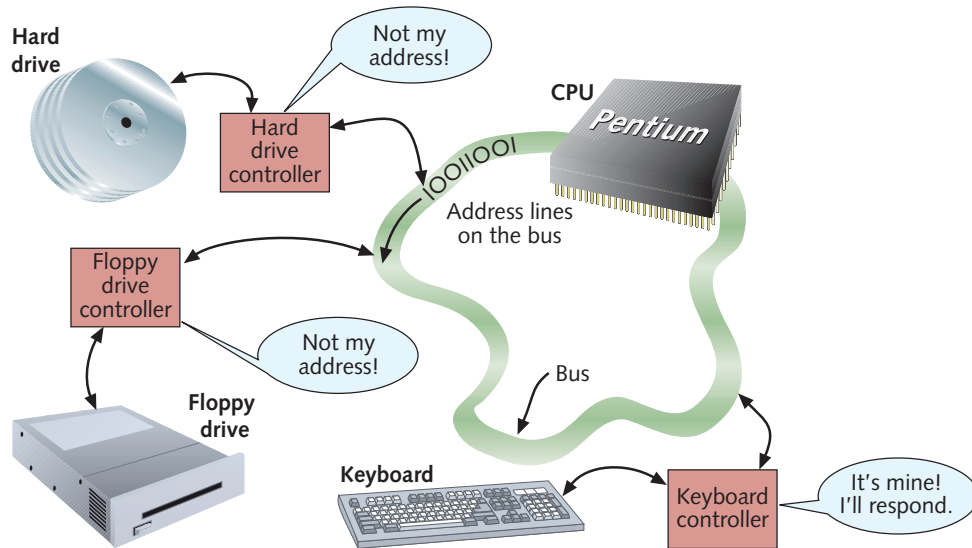 Hard
drive
Not my
address!
Hard
drive
controller
CPU
Pentium
10011001
Address lines
on the bus
Floppy
drive
controller
Not my
address!
Bus
Floppy
drive
Keyboard
Keyboard
controller
It's mine!
I'll respond.